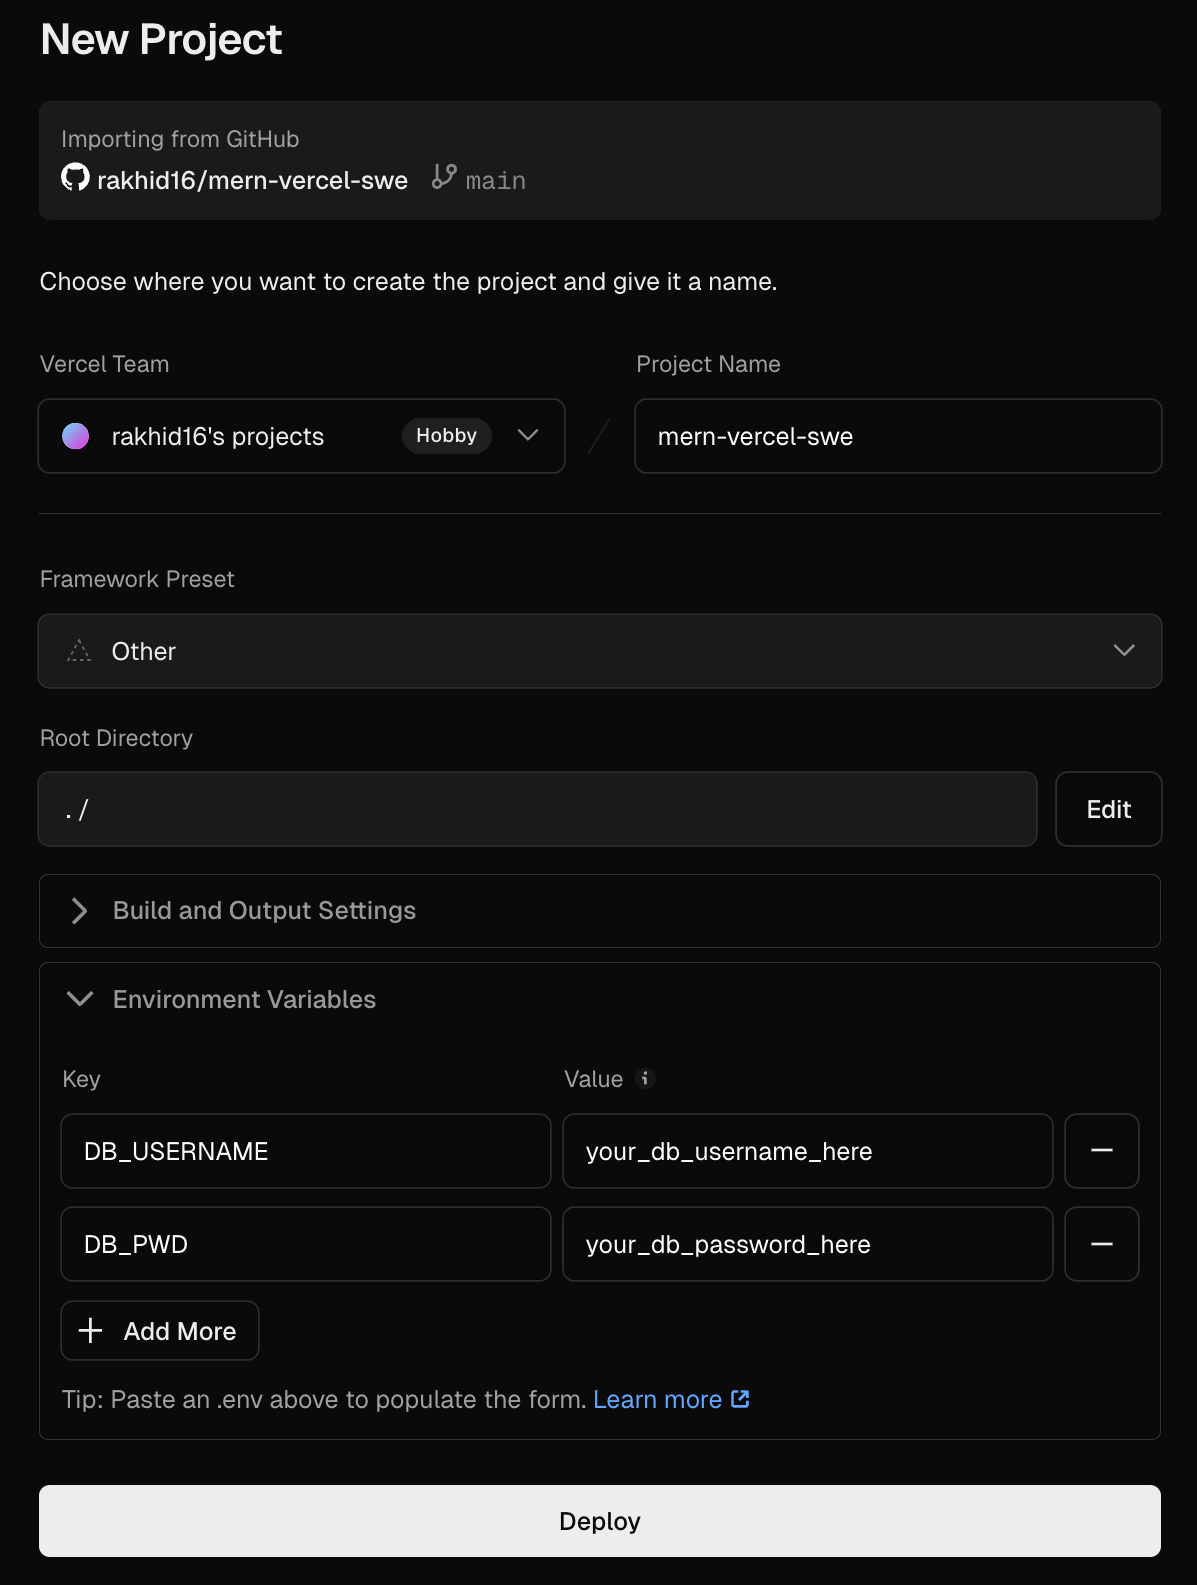 New Project
Importing from GitHub
rakhid16/mern-vercel-swe main
Choose where you want to create the project and give it a name.
Vercel Team
Project Name
rakhid16's projects Hobby
/
mern-vercel-swe
Framework Preset
Other
Root Directory
./
Edit
Build and Output Settings
Environment Variables
Key Value
DB_USERNAME your_db_username_here
DB_PWD your_db_password_here
Add More
Tip: Paste an .env above to populate the form. Learn more
Deploy